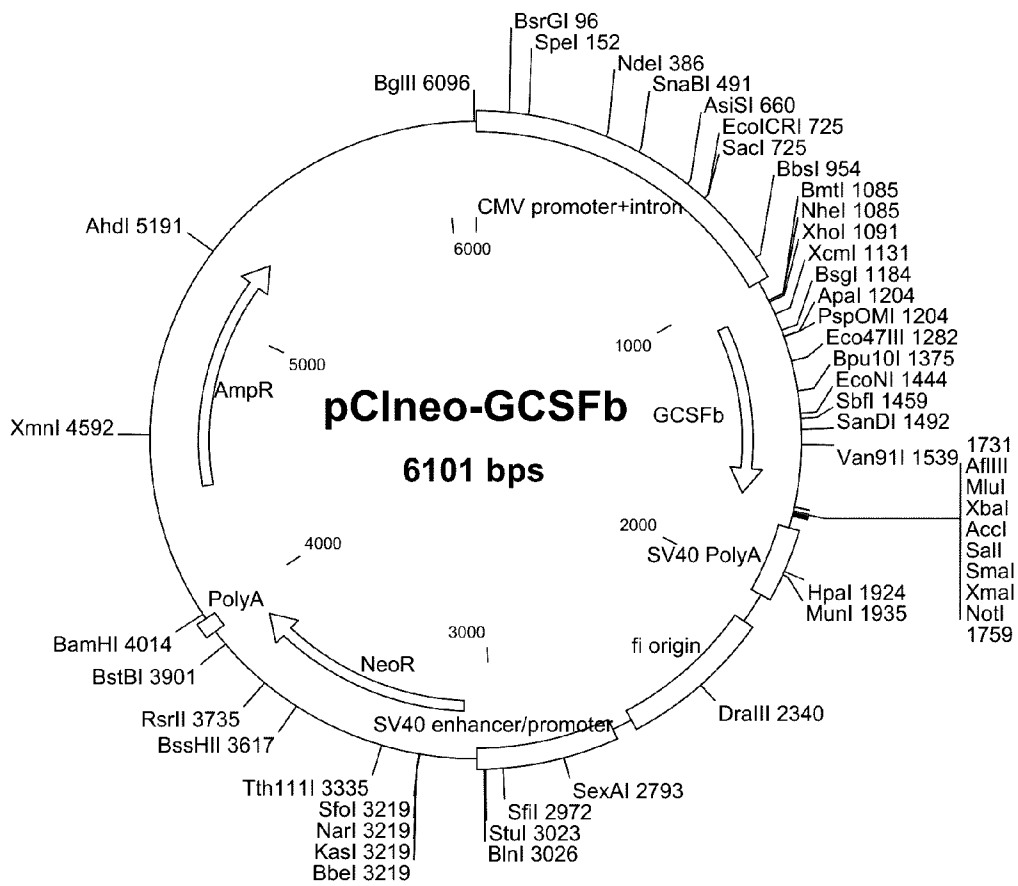 BsrGI 96
SpeI 152
NdeI 386
SnaBI 491
AsiSI 660
EcoICRI 725
SacI 725
BbsI 954
BmtI 1085
NheI 1085
XhoI 1091
XcmI 1131
BsgI 1184
ApaI 1204
PspOMI 1204
Eco47III 1282
Bpu10I 1375
EcoNI 1444
SbfI 1459
SanDI 1492
Van91I 1539
1731
AflIII
MluI
XbaI
AccI
SalI
SmaI
XmaI
NotI
1759
HpaI 1924
MunI 1935
DraIII 2340
SexAI 2793
SfiI 2972
StuI 3023
BlnI 3026
SfoI 3219
NarI 3219
KasI 3219
BbeI 3219
Tth111I 3335
BssHII 3617
RsrII 3735
BstBI 3901
BamHI 4014
XmnI 4592
AhdI 5191
BglII 6096
CMV promoter+intron
6000
1000
GCSFb
2000
SV40 PolyA
fi origin
3000
SV40 enhancer/promoter
NeoR
PolyA
4000
AmpR
5000
pCIneo-GCSFb
6101 bps